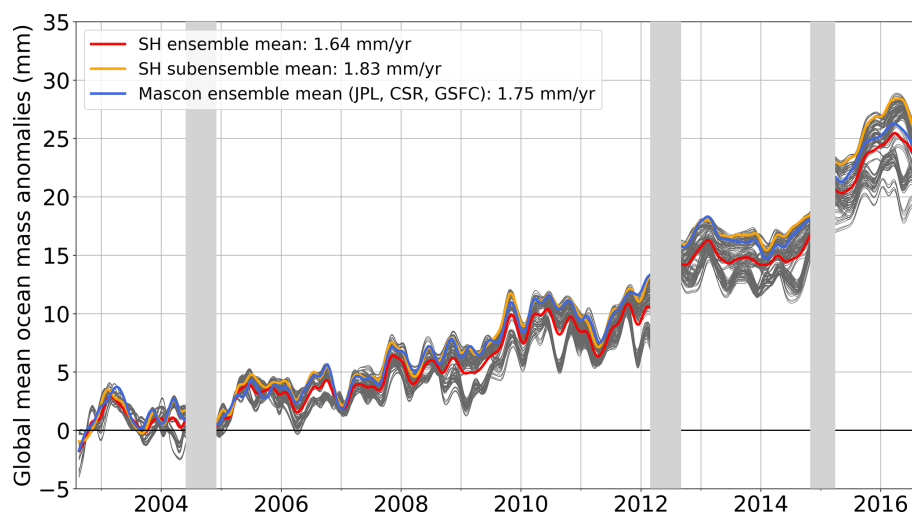 Global mean ocean mass anomalies (mm)
35
30
25
20
15
10
5
0
−5
SH ensemble mean: 1.64 mm/yr
SH subensemble mean: 1.83 mm/yr
Mascon ensemble mean (JPL, CSR, GSFC): 1.75 mm/yr
2004 2006 2008 2010 2012 2014 2016